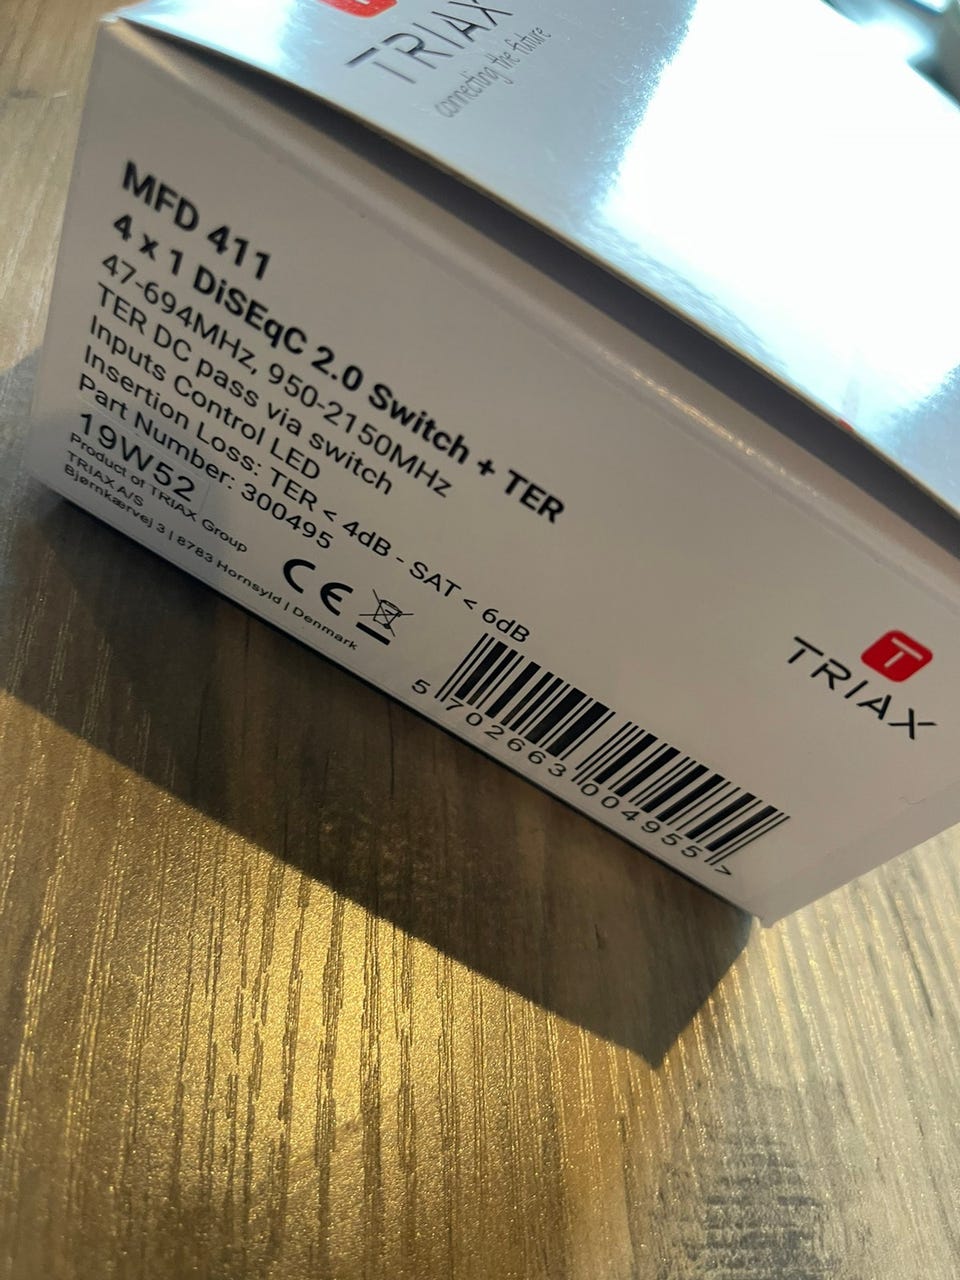 TRIAX
connecting the future
MFD 411
4 x 1 DiSEqC 2.0 Switch + TER
47-694MHz, 950-2150MHz
TER DC pass via switch
Inputs Control LED
Insertion Loss: TER < 4dB - SAT < 6dB
Part Number: 300495
19W52
Product of TRIAX Group
TRIAX A/S
Bjørnkærvej 3 | 8783 Hornsyld | Denmark
CE
5 702663 004955 >
T
TRIAX